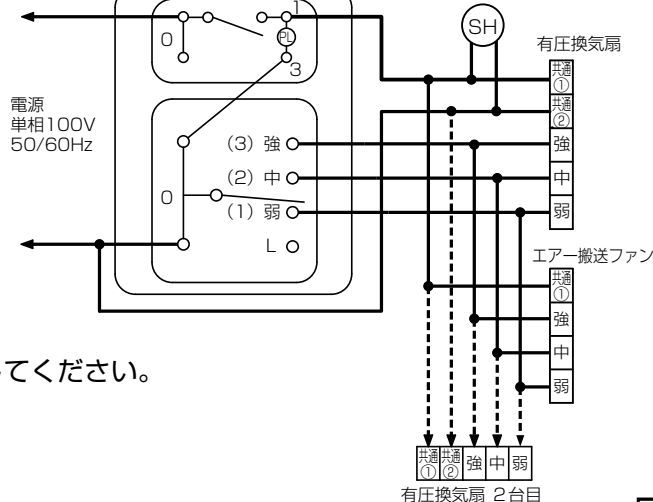 1
SH
PL
0
3
有圧換気扇
共通①
共通②
強
中
弱
電源
単相100V
50/60Hz
(3) 強
(2) 中
(1) 弱
0
L
エアー搬送ファン
共通①
強
中
弱
てください。
共通① 共通② 強 中 弱
有圧換気扇 2台目